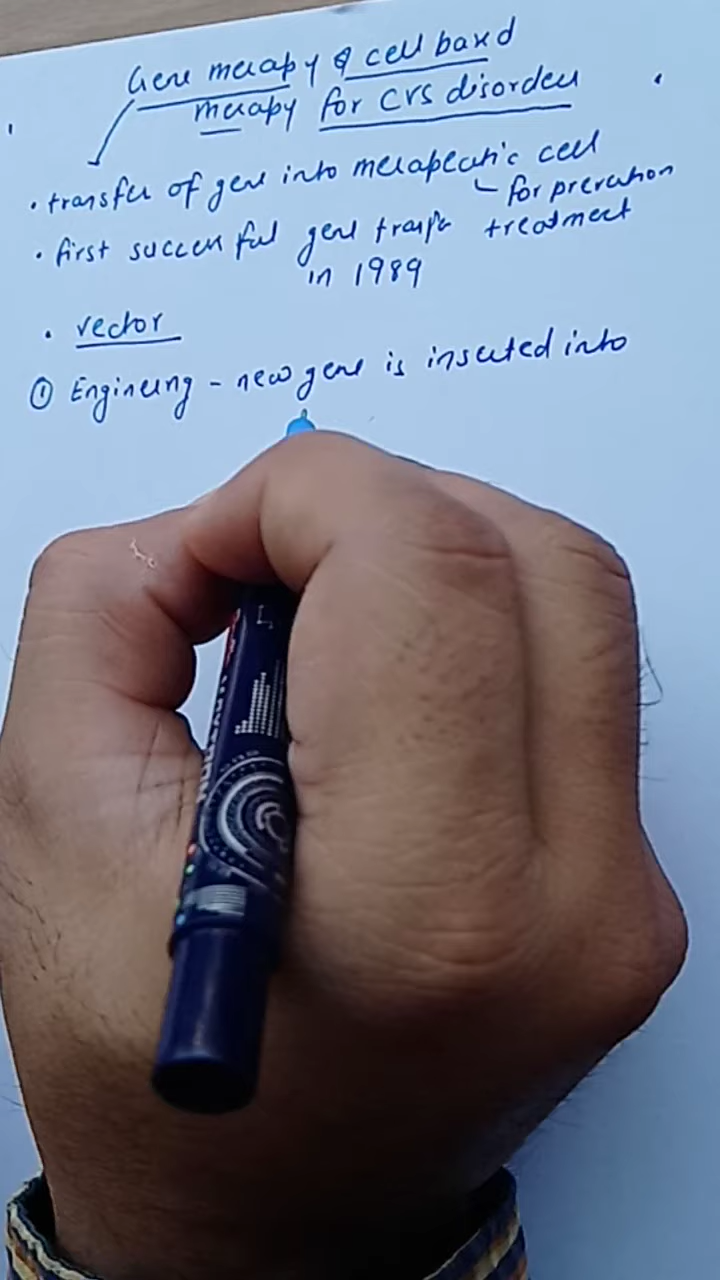 Gene therapy & cell based
therapy for CVS disorder
• transfer of gene into therapeutic cell
for prevention
• first successful gene transfer treatment
in 1989
• vector
① Engineering - new gene is inserted into